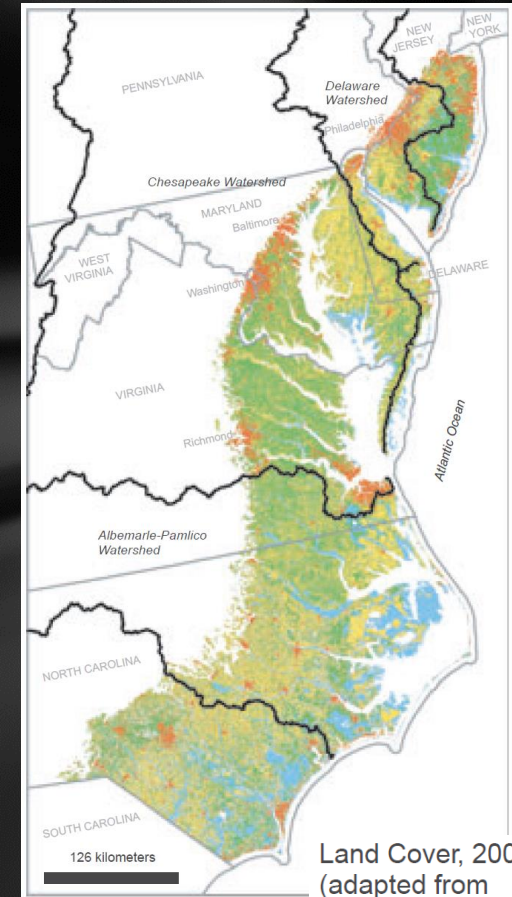 NEW
YORK
NEW
JERSEY
PENNSYLVANIA
Delaware
Watershed
Philadelphia
Chesapeake Watershed
MARYLAND
Baltimore
WEST
VIRGINIA
DELAWARE
Washington
VIRGINIA
Richmond
Atlantic Ocean
Albemarle-Pamlico
Watershed
NORTH CAROLINA
SOUTH CAROLINA
126 kilometers
Land Cover, 200
(adapted from